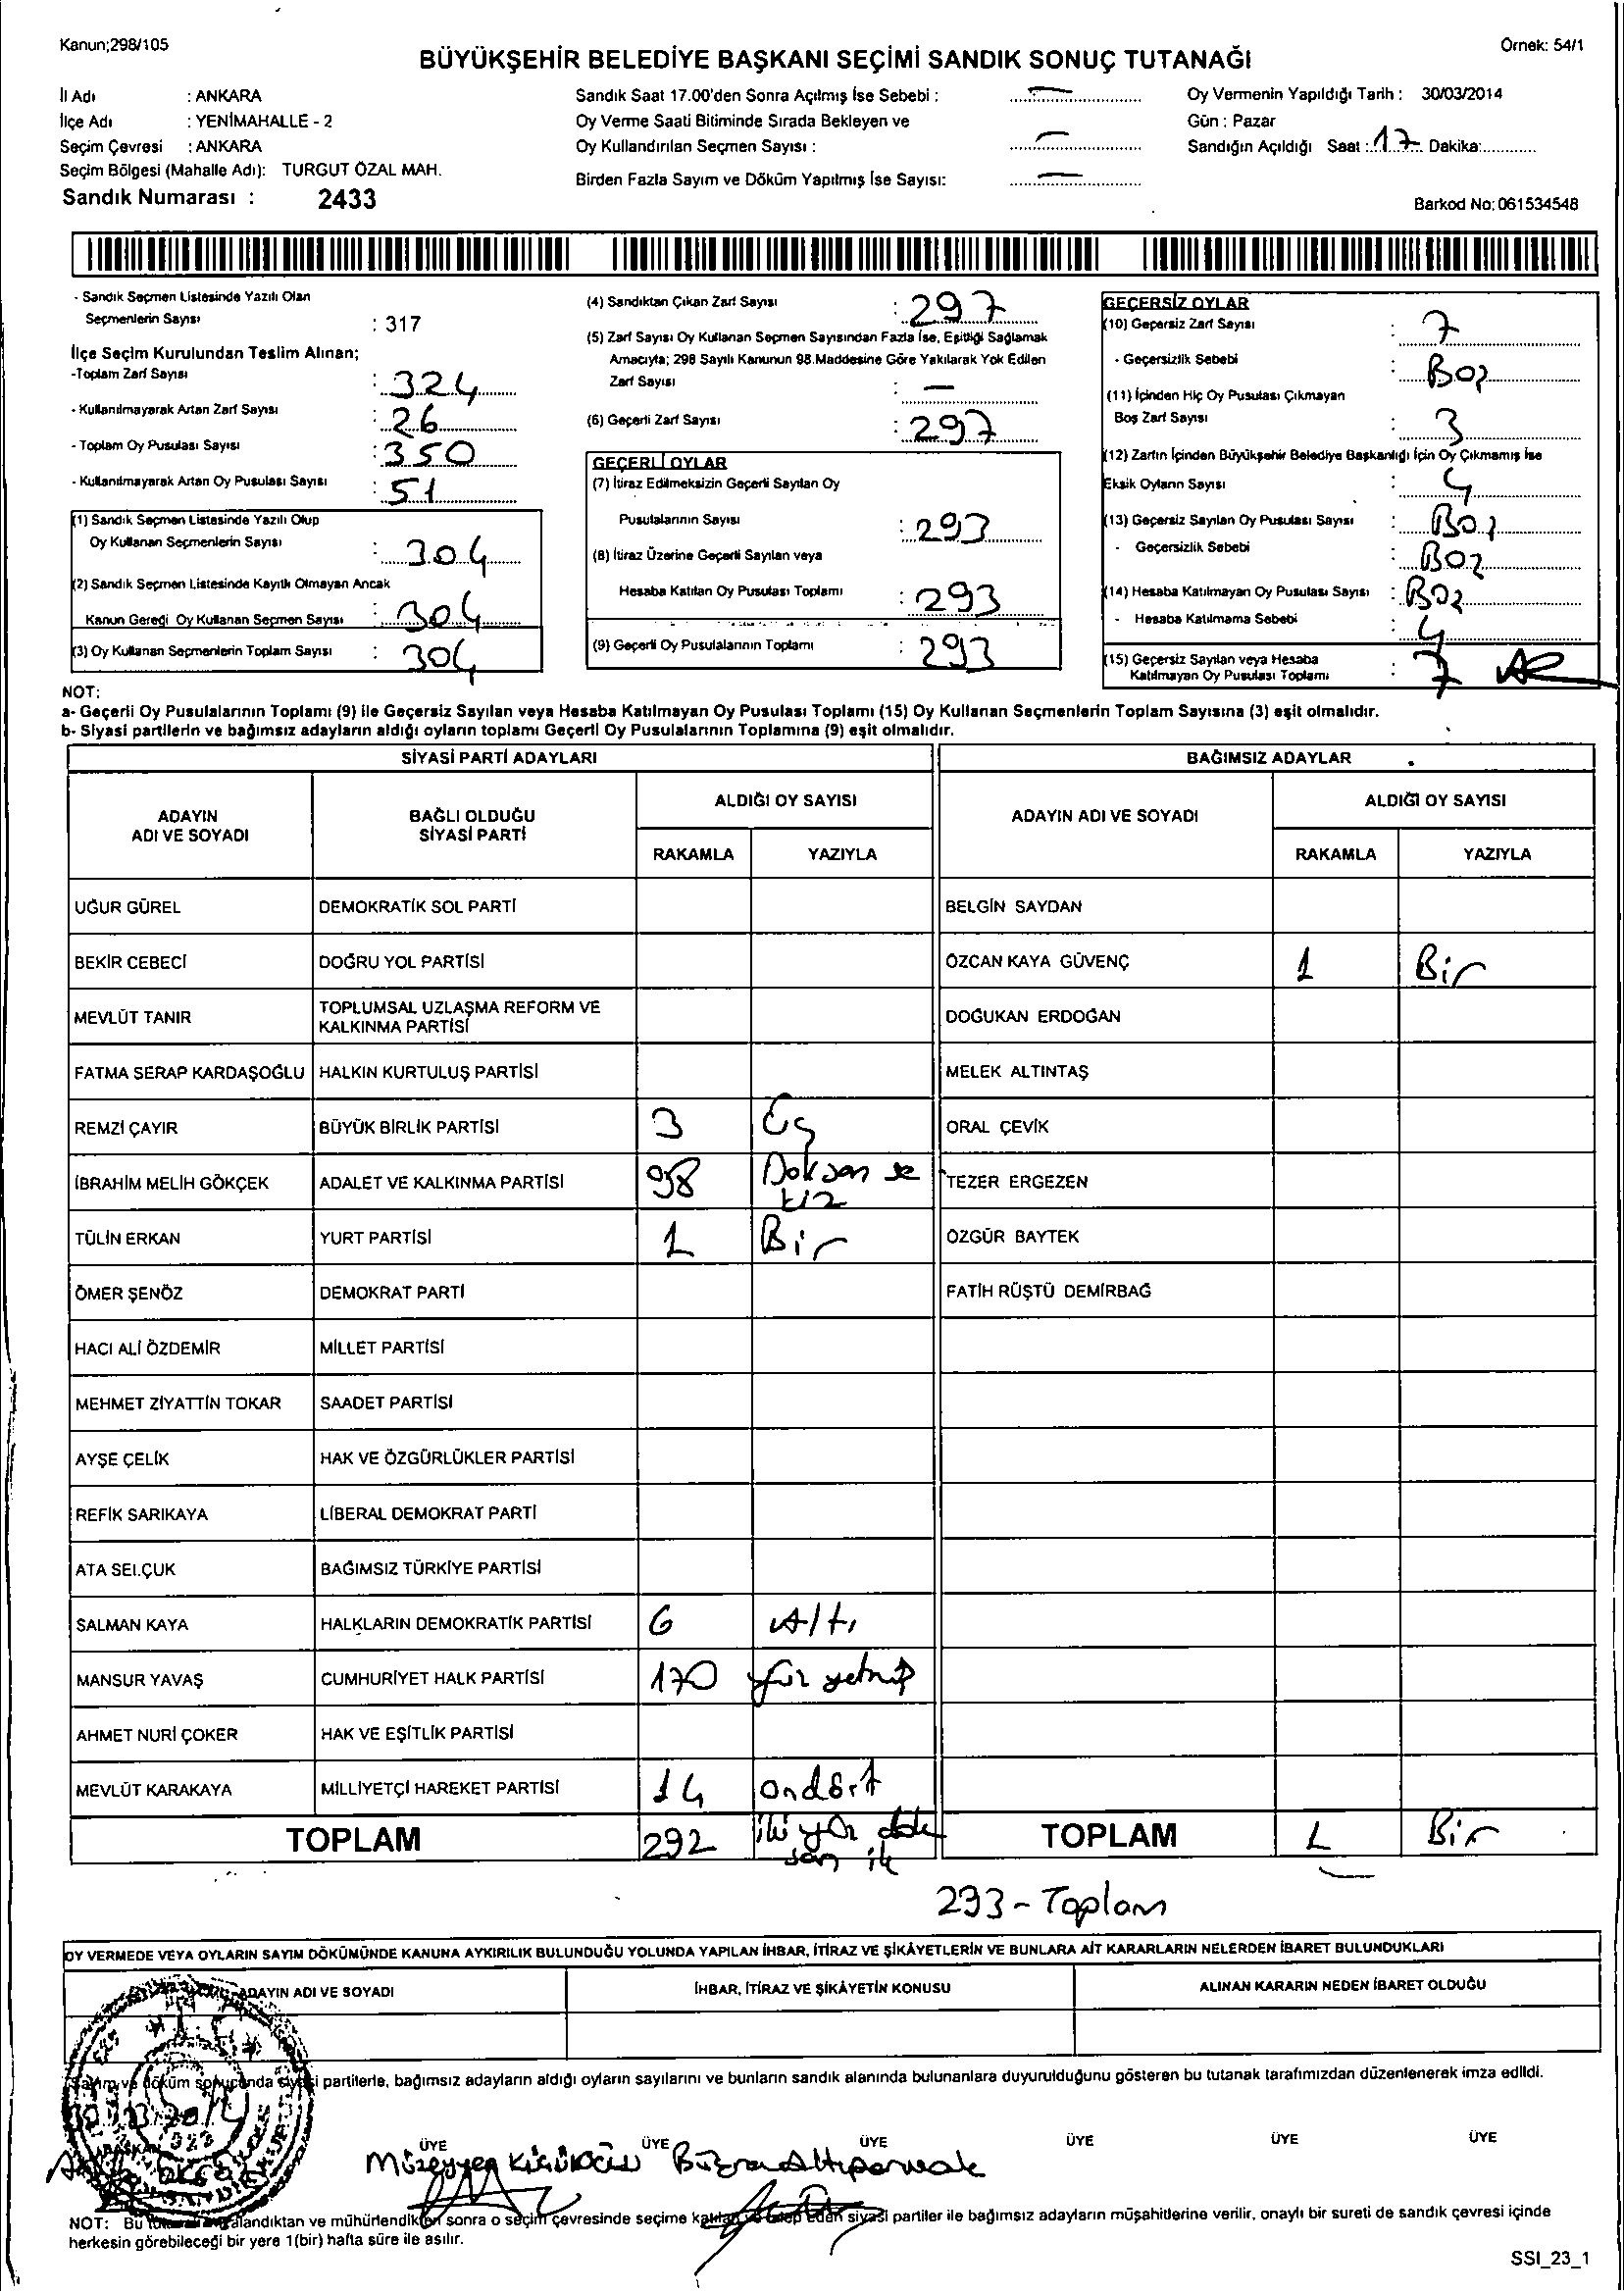 Kanun;298/105
Örnek: 54/1
BÜYÜKŞEHİR BELEDİYE BAŞKANI SEÇİMİ SANDIK SONUÇ TUTANAĞI
İl Adı : ANKARA
İlçe Adı : YENİMAHALLE - 2
Seçim Çevresi : ANKARA
Seçim Bölgesi (Mahalle Adı): TURGUT ÖZAL MAH.
Sandık Numarası : 2433
Sandık Saat 17.00'den Sonra Açılmış İse Sebebi : —
Oy Verme Saati Bitiminde Sırada Bekleyen ve
Oy Kullandırılan Seçmen Sayısı : —
Birden Fazla Sayım ve Döküm Yapılmış İse Sayısı: —
Oy Vermenin Yapıldığı Tarih : 30/03/2014
Gün : Pazar
Sandığın Açıldığı Saat : 17 Dakika:
Barkod No: 061534548
- Sandık Seçmen Listesinde Yazılı Olan
Seçmenlerin Sayısı : 317
İlçe Seçim Kurulundan Teslim Alınan;
-Toplam Zarf Sayısı : 324
- Kullanılmayarak Artan Zarf Sayısı : 26
- Toplam Oy Pusulası Sayısı : 350
- Kullanılmayarak Artan Oy Pusulası Sayısı : 51
(1) Sandık Seçmen Listesinde Yazılı Olup
Oy Kullanan Seçmenlerin Sayısı : 304
(2) Sandık Seçmen Listesinde Kayıtlı Olmayan Ancak
Kanun Gereği Oy Kullanan Seçmen Sayısı : 304
(3) Oy Kullanan Seçmenlerin Toplam Sayısı : 304
(4) Sandıktan Çıkan Zarf Sayısı : 297
(5) Zarf Sayısı Oy Kullanan Seçmen Sayısından Fazla İse, Eşitliği Sağlamak
Amacıyla; 298 Sayılı Kanunun 98.Maddesine Göre Yakılarak Yok Edilen
Zarf Sayısı : —
(6) Geçerli Zarf Sayısı : 297
GEÇERLİ OYLAR
(7) İtiraz Edilmeksizin Geçerli Sayılan Oy
Pusulalarının Sayısı : 293
(8) İtiraz Üzerine Geçerli Sayılan veya
Hesaba Katılan Oy Pusulası Toplamı : 293
(9) Geçerli Oy Pusulalarının Toplamı : 293
GEÇERSİZ OYLAR
(10) Geçersiz Zarf Sayısı : 7
- Geçersizlik Sebebi : Boş
(11) İçinden Hiç Oy Pusulası Çıkmayan
Boş Zarf Sayısı : 3
(12) Zarfın İçinden Büyükşehir Belediye Başkanlığı İçin Oy Çıkmamış İse
Eksik Oyların Sayısı : 4
(13) Geçersiz Sayılan Oy Pusulası Sayısı : Boş
- Geçersizlik Sebebi : Boş
(14) Hesaba Katılmayan Oy Pusulası Sayısı : Boş
- Hesaba Katılmama Sebebi : 4
(15) Geçersiz Sayılan veya Hesaba
Katılmayan Oy Pusulası Toplamı : 7
NOT:
a- Geçerli Oy Pusulalarının Toplamı (9) ile Geçersiz Sayılan veya Hesaba Katılmayan Oy Pusulası Toplamı (15) Oy Kullanan Seçmenlerin Toplam Sayısına (3) eşit olmalıdır.
b- Siyasi partilerin ve bağımsız adayların aldığı oyların toplamı Geçerli Oy Pusulalarının Toplamına (9) eşit olmalıdır.
SİYASİ PARTİ ADAYLARI BAĞIMSIZ ADAYLAR
ADAYIN ADI VE SOYADI BAĞLI OLDUĞU SİYASİ PARTİ ALDIĞI OY SAYISI ADAYIN ADI VE SOYADI ALDIĞI OY SAYISI
RAKAMLA YAZIYLA RAKAMLA YAZIYLA
UĞUR GÜREL DEMOKRATİK SOL PARTİ BELGİN SAYDAN
BEKİR CEBECİ DOĞRU YOL PARTİSİ ÖZCAN KAYA GÜVENÇ 1 Bir
MEVLÜT TANIR TOPLUMSAL UZLAŞMA REFORM VE KALKINMA PARTİSİ DOĞUKAN ERDOĞAN
FATMA SERAP KARDAŞOĞLU HALKIN KURTULUŞ PARTİSİ MELEK ALTINTAŞ
REMZİ ÇAYIR BÜYÜK BİRLİK PARTİSİ 3 Üç ORAL ÇEVİK
İBRAHİM MELİH GÖKÇEK ADALET VE KALKINMA PARTİSİ 98 Doksan se kiz TEZER ERGEZEN
TÜLİN ERKAN YURT PARTİSİ 1 Bir ÖZGÜR BAYTEK
ÖMER ŞENÖZ DEMOKRAT PARTİ FATİH RÜŞTÜ DEMİRBAĞ
HACI ALİ ÖZDEMİR MİLLET PARTİSİ
MEHMET ZİYATTİN TOKAR SAADET PARTİSİ
AYŞE ÇELİK HAK VE ÖZGÜRLÜKLER PARTİSİ
REFİK SARIKAYA LİBERAL DEMOKRAT PARTİ
ATA SELÇUK BAĞIMSIZ TÜRKİYE PARTİSİ
SALMAN KAYA HALKLARIN DEMOKRATİK PARTİSİ 6 Altı
MANSUR YAVAŞ CUMHURİYET HALK PARTİSİ 170 yüz yetmiş
AHMET NURİ ÇOKER HAK VE EŞİTLİK PARTİSİ
MEVLÜT KARAKAYA MİLLİYETÇİ HAREKET PARTİSİ 14 ondört
TOPLAM 292 iki yüz dok san iki TOPLAM 1 Bir
293 - Toplam
OY VERMEDE VEYA OYLARIN SAYIM DÖKÜMÜNDE KANUNA AYKIRILIK BULUNDUĞU YOLUNDA YAPILAN İHBAR, İTİRAZ VE ŞİKÂYETLERİN VE BUNLARA AİT KARARLARIN NELERDEN İBARET BULUNDUKLARI
ADAYIN ADI VE SOYADI İHBAR, İTİRAZ VE ŞİKÂYETİN KONUSU ALINAN KARARIN NEDEN İBARET OLDUĞU
Sayım ve döküm sonucunda siyasi partilerle, bağımsız adayların aldığı oyların sayılarını ve bunların sandık alanında bulunanlara duyurulduğunu gösteren bu tutanak tarafımızdan düzenlenerek imza edildi.
BAŞKAN ÜYE ÜYE ÜYE ÜYE ÜYE ÜYE
Müzeyyen Büşra Altıparmak
NOT: Bu tutanak alandıktan ve mühürlendikten sonra o seçim çevresinde seçime katılan ve talep eden siyasi partiler ile bağımsız adayların müşahitlerine verilir, onaylı bir sureti de sandık çevresi içinde
herkesin görebileceği bir yere 1(bir) hafta süre ile asılır.
SSI_23_1